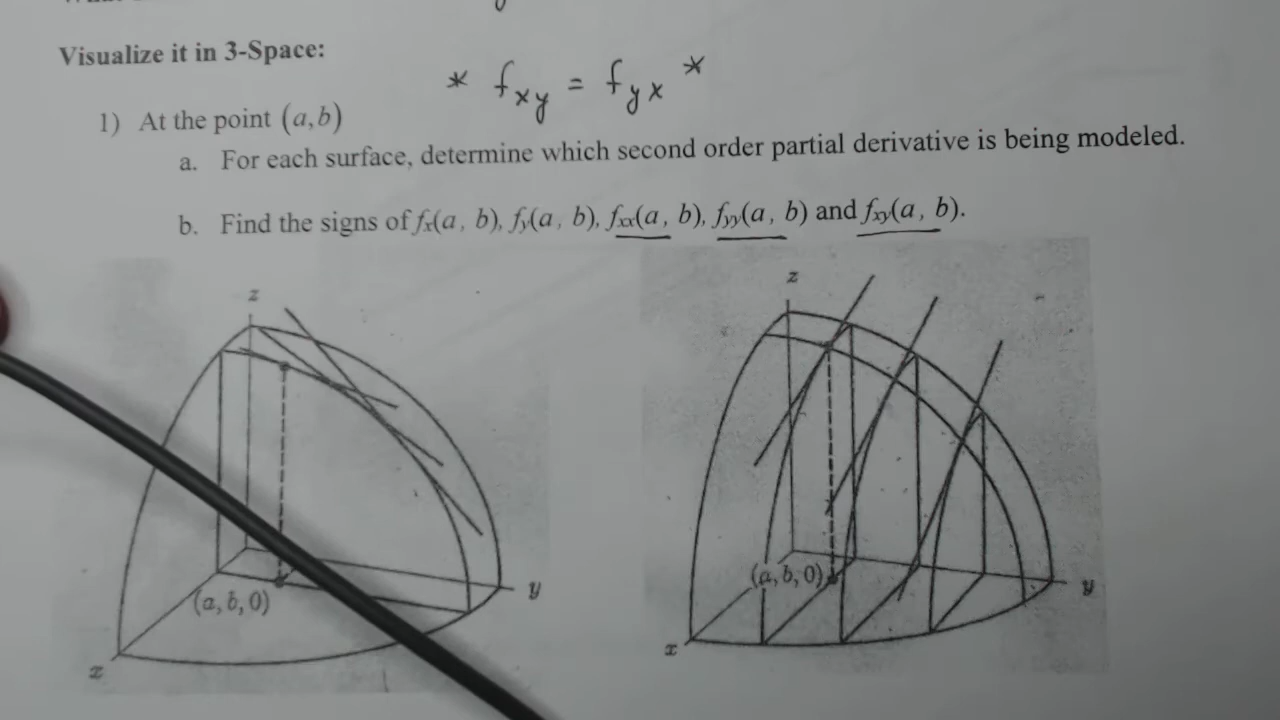 Visualize it in 3-Space:
* fxy = fyx *
1) At the point (a, b)
a. For each surface, determine which second order partial derivative is being modeled.
b. Find the signs of fx(a, b), fy(a, b), fxx(a, b), fyy(a, b) and fxy(a, b).
z
(a, b, 0)
y
x
z
(a, b, 0)
y
x